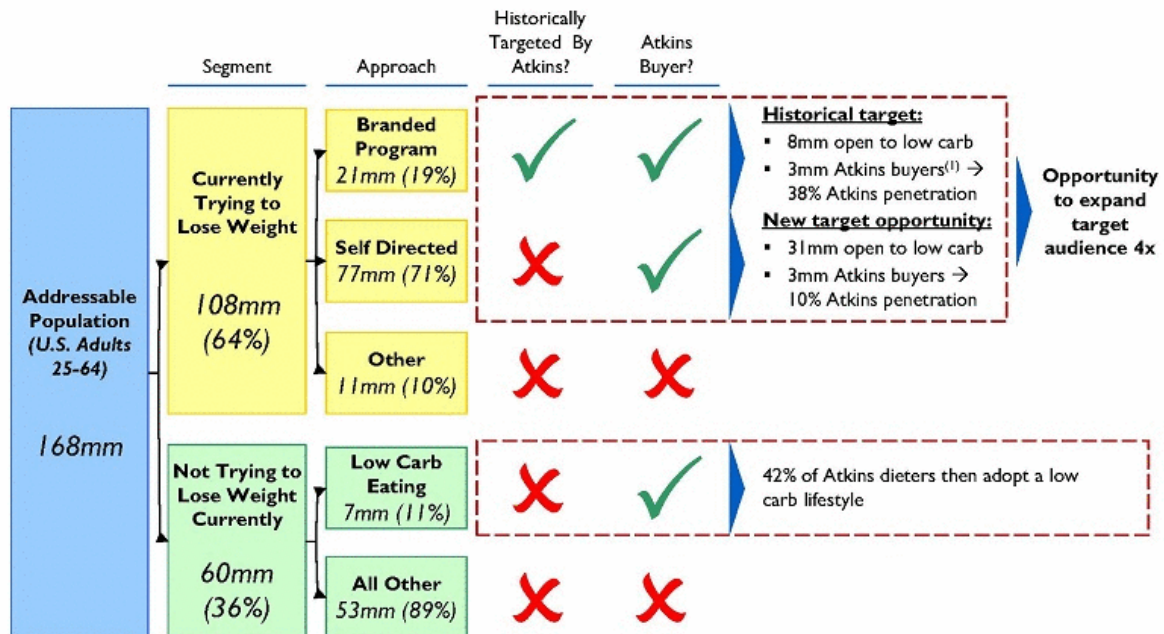 Historically
Targeted By
Atkins?
Atkins
Buyer?
Segment
Approach
Addressable
Population
(U.S. Adults
25-64)
168mm
Currently
Trying to
Lose Weight
108mm
(64%)
Branded
Program
21mm (19%)
Self Directed
77mm (71%)
Other
11mm (10%)
Historical target:
▪ 8mm open to low carb
▪ 3mm Atkins buyers(1) →
38% Atkins penetration
New target opportunity:
▪ 31mm open to low carb
▪ 3mm Atkins buyers →
10% Atkins penetration
Opportunity
to expand
target
audience 4x
Not Trying to
Lose Weight
Currently
60mm
(36%)
Low Carb
Eating
7mm (11%)
All Other
53mm (89%)
42% of Atkins dieters then adopt a low
carb lifestyle